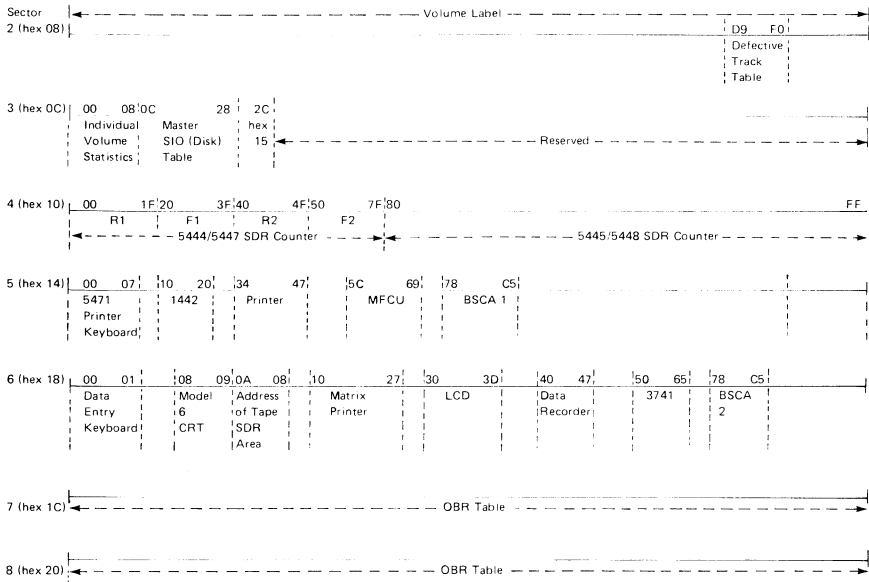 Sector
Volume Label
2 (hex 08)
D9 F0
Defective
Track
Table
3 (hex 0C) 00 08 0C 28 2C
Individual Master hex
Volume SIO (Disk) 15 Reserved
Statistics Table
4 (hex 10) 00 1F 20 3F 40 4F 50 7F 80 FF
R1 F1 R2 F2
5444/5447 SDR Counter 5445/5448 SDR Counter
5 (hex 14) 00 07 10 20 34 47 5C 69 78 C5
5471 1442 Printer MFCU BSCA 1
Printer
Keyboard
6 (hex 18) 00 01 08 09 0A 08 10 27 30 3D 40 47 50 65 78 C5
Data Model Address Matrix LCD Data 3741 BSCA
Entry 6 of Tape Printer Recorder 2
Keyboard CRT SDR
Area
7 (hex 1C) OBR Table
8 (hex 20) OBR Table